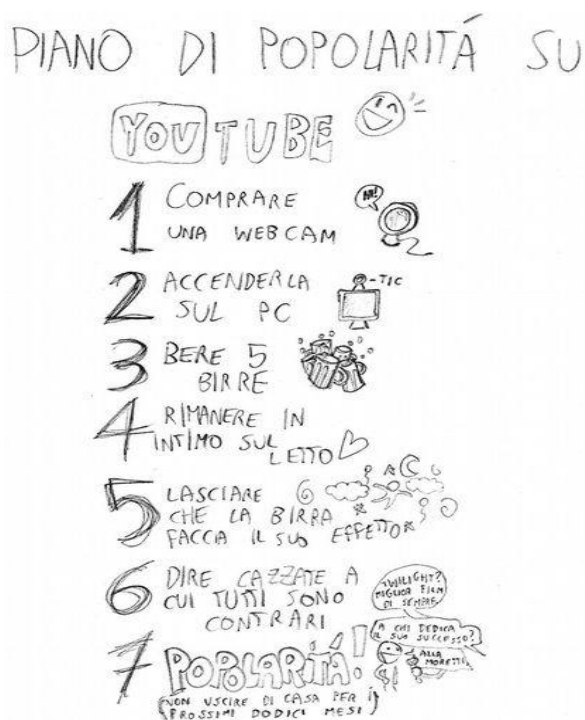 PIANO DI POPOLARITÁ SU
YOUTUBE
1 COMPRARE
UNA WEBCAM
HI!
2 ACCENDERLA
SUL PC
-TIC
3 BERE 5
BIRRE
4 RIMANERE IN
INTIMO SUL
LETTO
5 LASCIARE
CHE LA BIRRA
FACCIA IL SUO EFFETTO
6 DIRE CAZZATE A
CUI TUTTI SONO
CONTRARI
TWILIGHT?
MIGLIOR FILM
DI SEMPRE
7 POPOLARITÁ!
(NON USCIRE DI CASA PER I
PROSSIMI DODICI MESI)
A CHI DEDICA
IL SUO SUCCESSO?
ALLA
MORETTI